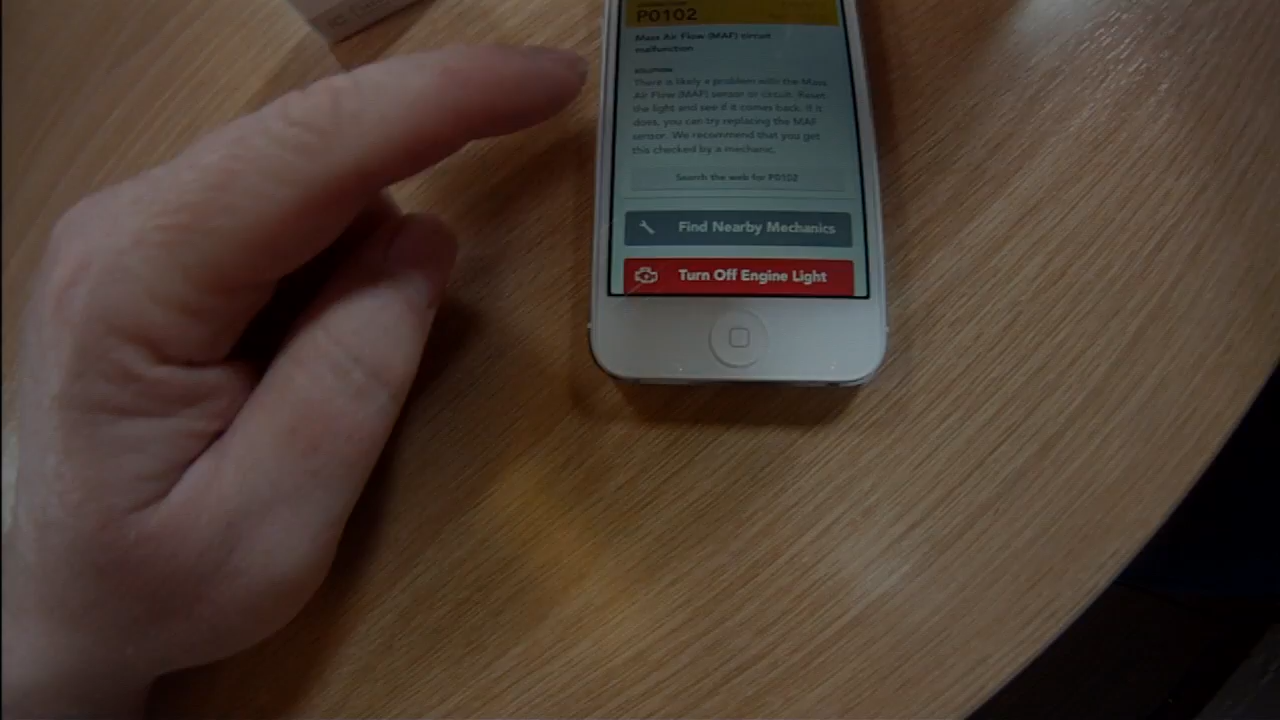 P0102
Mass Air Flow (MAF) circuit
malfunction
SOLUTION
There is likely a problem with the Mass
Air Flow (MAF) sensor or circuit. Reset
the light and see if it comes back. If it
does, you can try replacing the MAF
sensor. We recommend that you get
this checked by a mechanic.
Search the web for P0102
Find Nearby Mechanics
Turn Off Engine Light